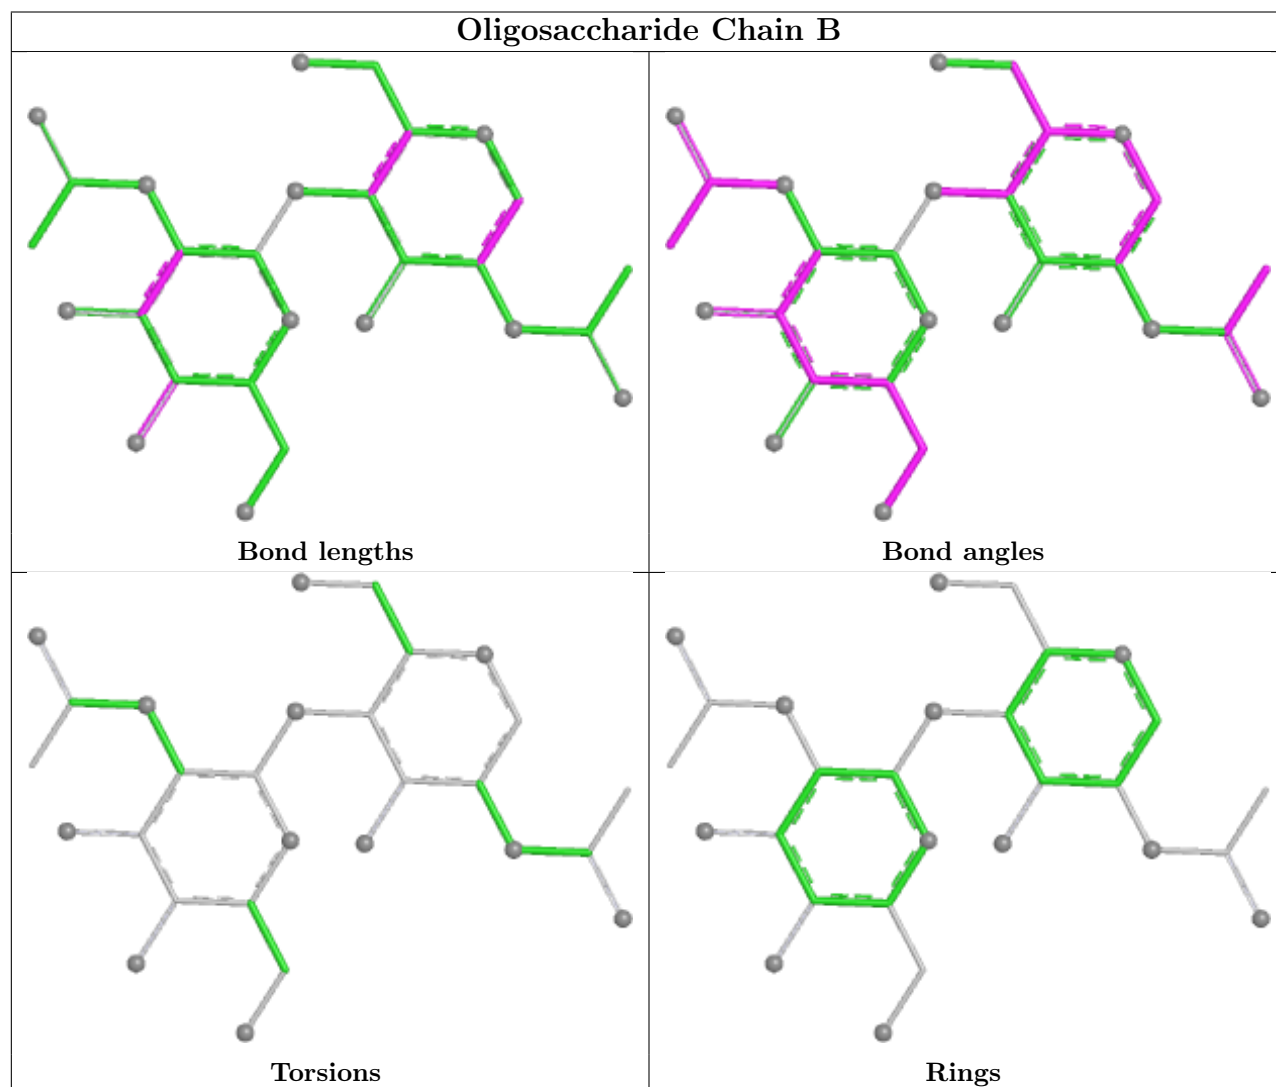 Oligosaccharide Chain B
Bond lengths
Bond angles
Torsions
Rings